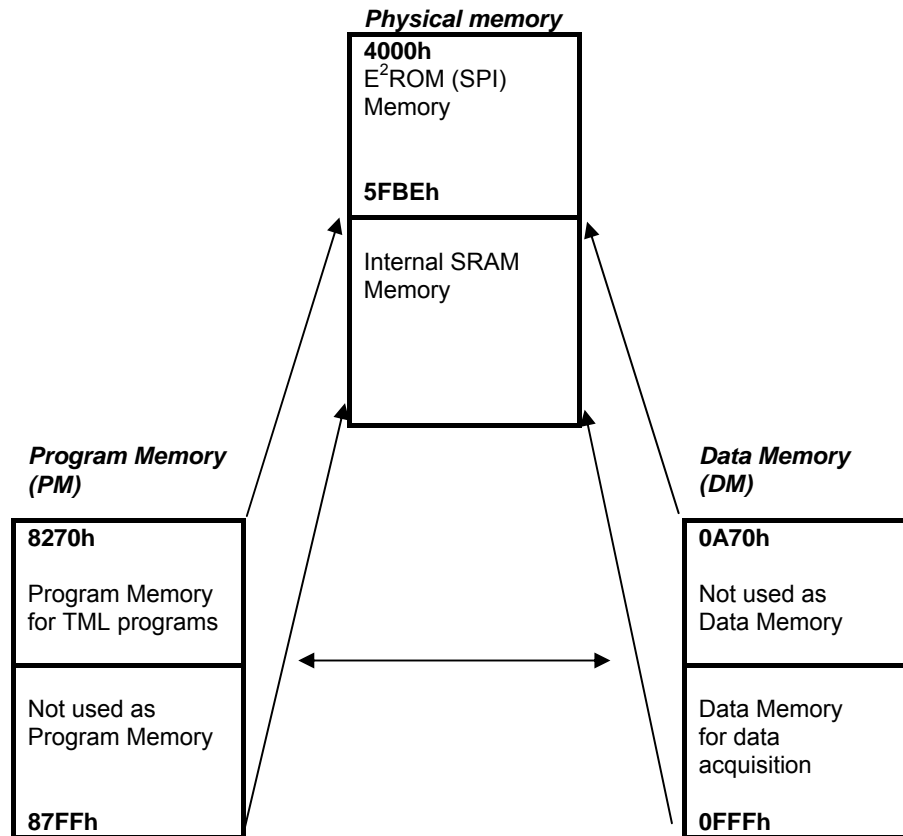 Physical memory
4000h
E²ROM (SPI)
Memory
5FBEh
Internal SRAM
Memory
Program Memory
(PM)
8270h
Program Memory
for TML programs
Not used as
Program Memory
87FFh
Data Memory
(DM)
0A70h
Not used as
Data Memory
Data Memory
for data
acquisition
0FFFh